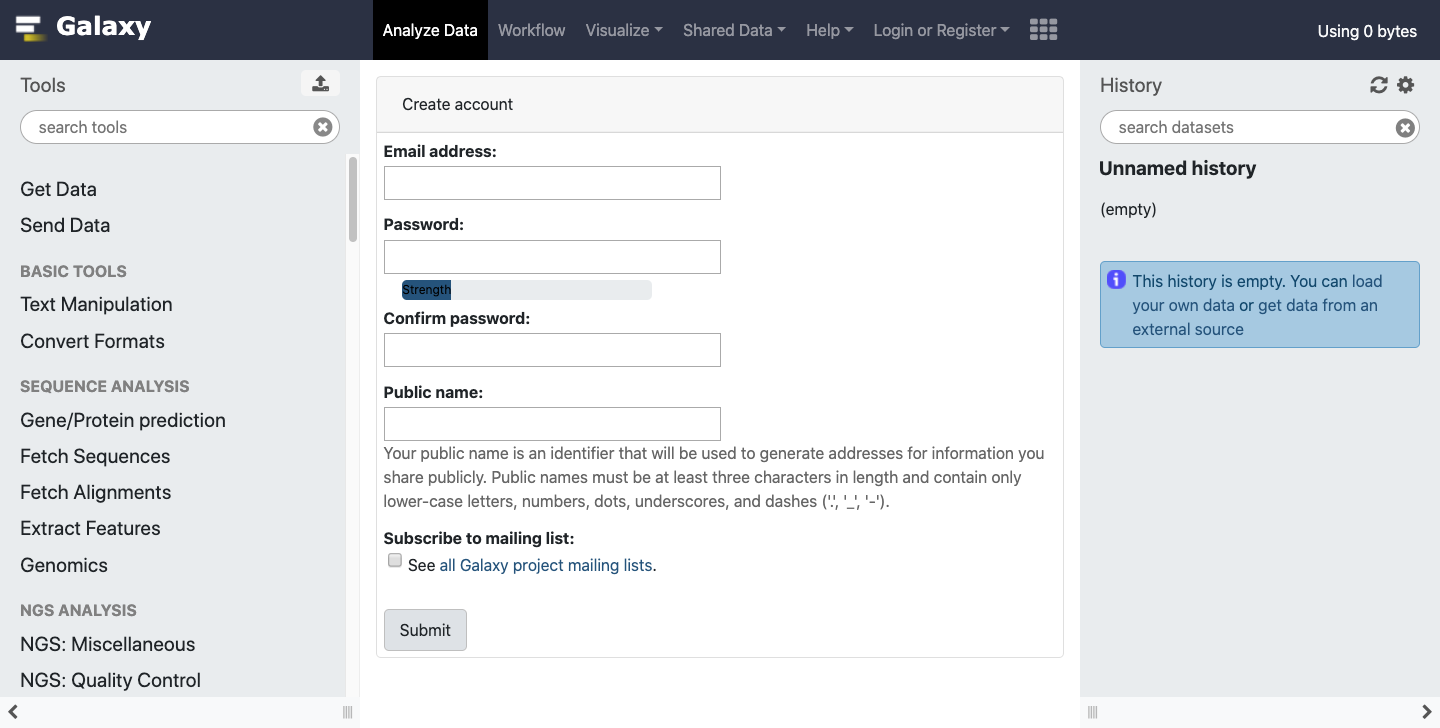 Galaxy
Analyze Data
Workflow
Visualize
Shared Data
Help
Login or Register
Using 0 bytes
Tools
search tools
Get Data
Send Data
BASIC TOOLS
Text Manipulation
Convert Formats
SEQUENCE ANALYSIS
Gene/Protein prediction
Fetch Sequences
Fetch Alignments
Extract Features
Genomics
NGS ANALYSIS
NGS: Miscellaneous
NGS: Quality Control
Create account
Email address:
Password:
Strength
Confirm password:
Public name:
Your public name is an identifier that will be used to generate addresses for information you
share publicly. Public names must be at least three characters in length and contain only
lower-case letters, numbers, dots, underscores, and dashes ('.', '_', '-').
Subscribe to mailing list:
See all Galaxy project mailing lists.
Submit
History
search datasets
Unnamed history
(empty)
This history is empty. You can load
your own data or get data from an
external source